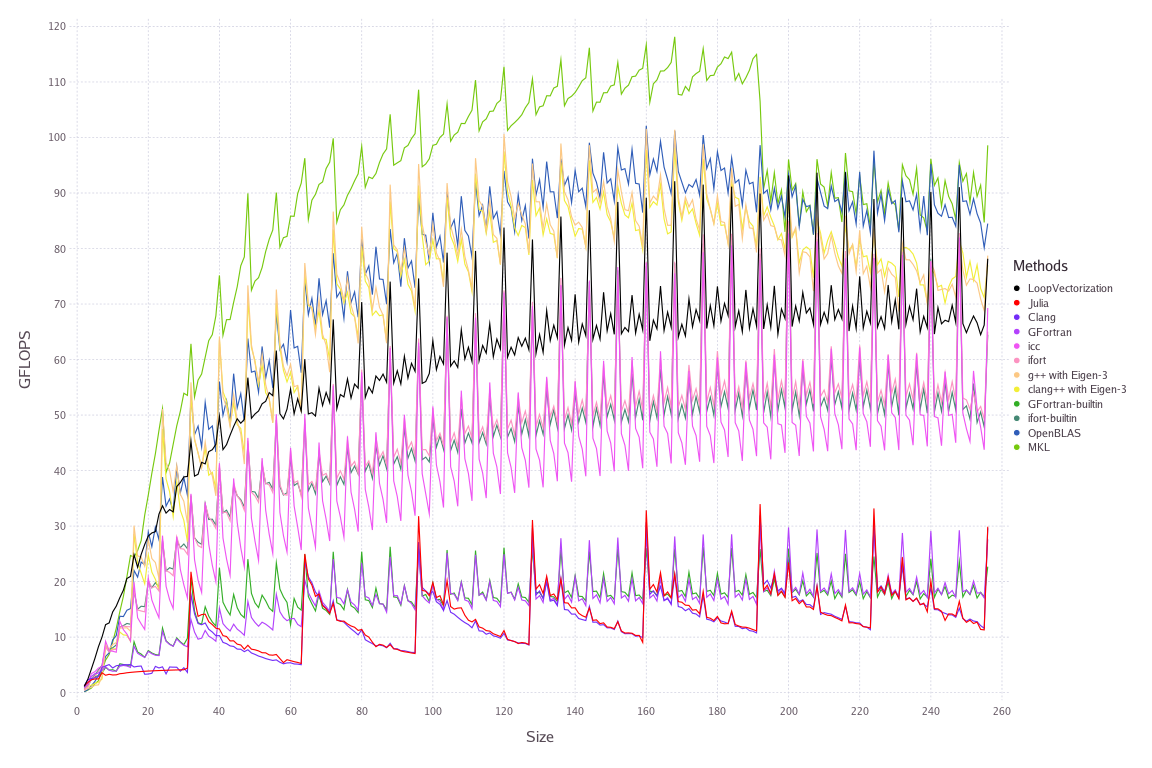 120
110
100
90
80
70
60
50
40
30
20
10
0
GFLOPS
0 20 40 60 80 100 120 140 160 180 200 220 240 260
Size
Methods
LoopVectorization
Julia
Clang
GFortran
icc
ifort
g++ with Eigen-3
clang++ with Eigen-3
GFortran-builtin
ifort-builtin
OpenBLAS
MKL